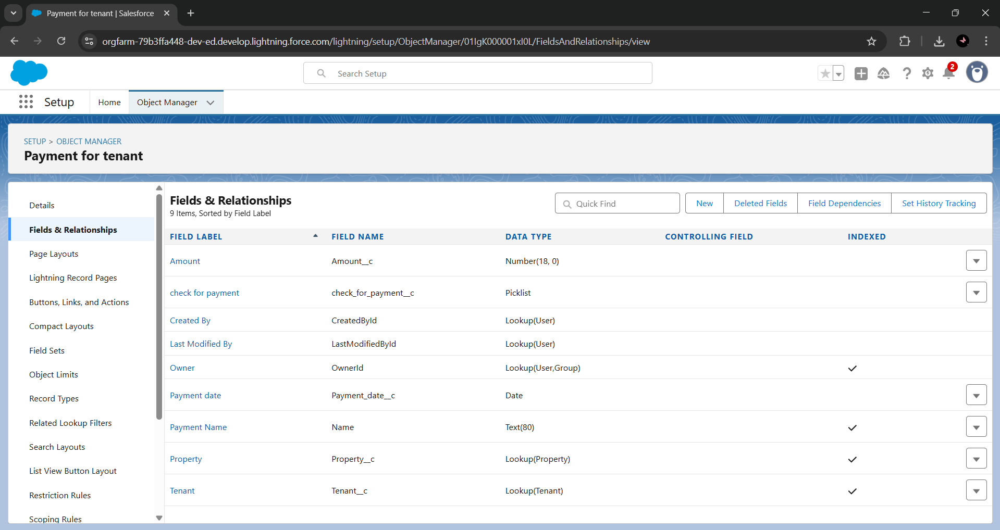 Payment for tenant | Salesforce
orgfarm-79b3ffa448-dev-ed.develop.lightning.force.com/lightning/setup/ObjectManager/01IgK000001xI0L/FieldsAndRelationships/view
Search Setup
2
Setup
Home
Object Manager
SETUP > OBJECT MANAGER
Payment for tenant
Details
Fields & Relationships
Page Layouts
Lightning Record Pages
Buttons, Links, and Actions
Compact Layouts
Field Sets
Object Limits
Record Types
Related Lookup Filters
Search Layouts
List View Button Layout
Restriction Rules
Scoping Rules
Fields & Relationships
9 Items, Sorted by Field Label
Quick Find
New
Deleted Fields
Field Dependencies
Set History Tracking
FIELD LABEL FIELD NAME DATA TYPE CONTROLLING FIELD INDEXED
Amount Amount__c Number(18, 0)
check for payment check_for_payment__c Picklist
Created By CreatedById Lookup(User)
Last Modified By LastModifiedById Lookup(User)
Owner OwnerId Lookup(User,Group)
Payment date Payment_date__c Date
Payment Name Name Text(80)
Property Property__c Lookup(Property)
Tenant Tenant__c Lookup(Tenant)